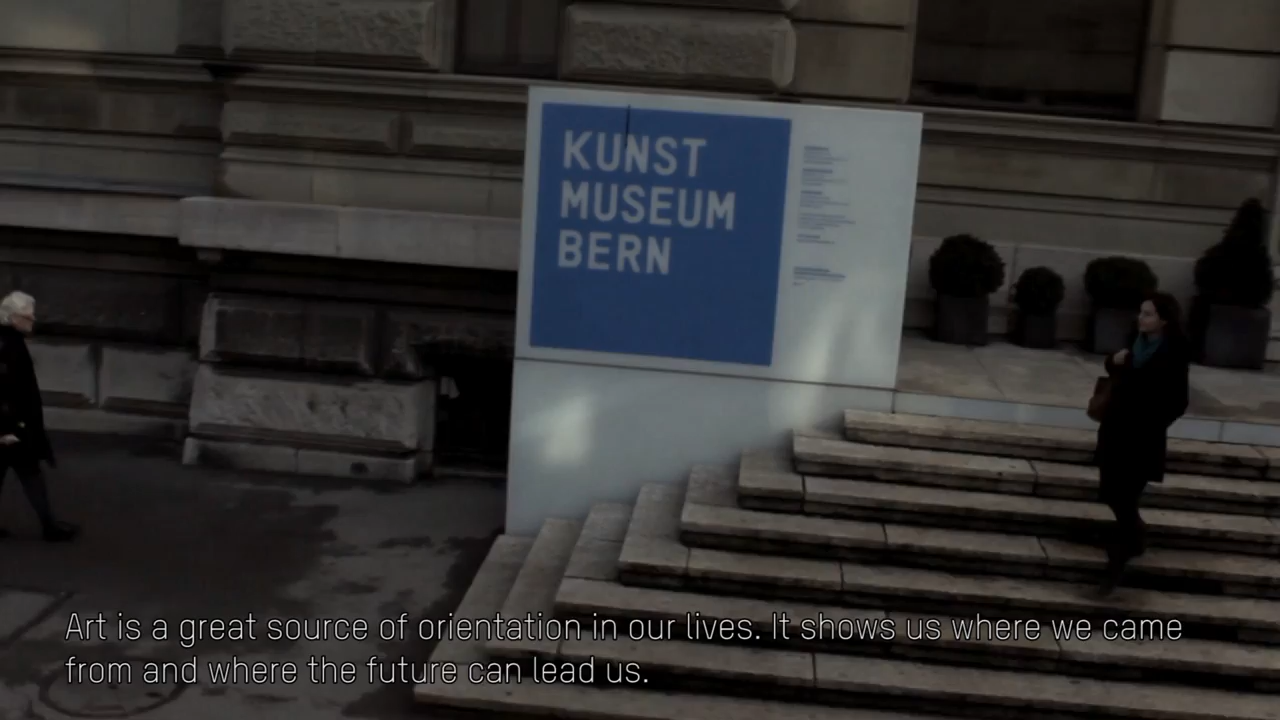 KUNST
MUSEUM
BERN
Art is a great source of orientation in our lives. It shows us where we came
from and where the future can lead us.